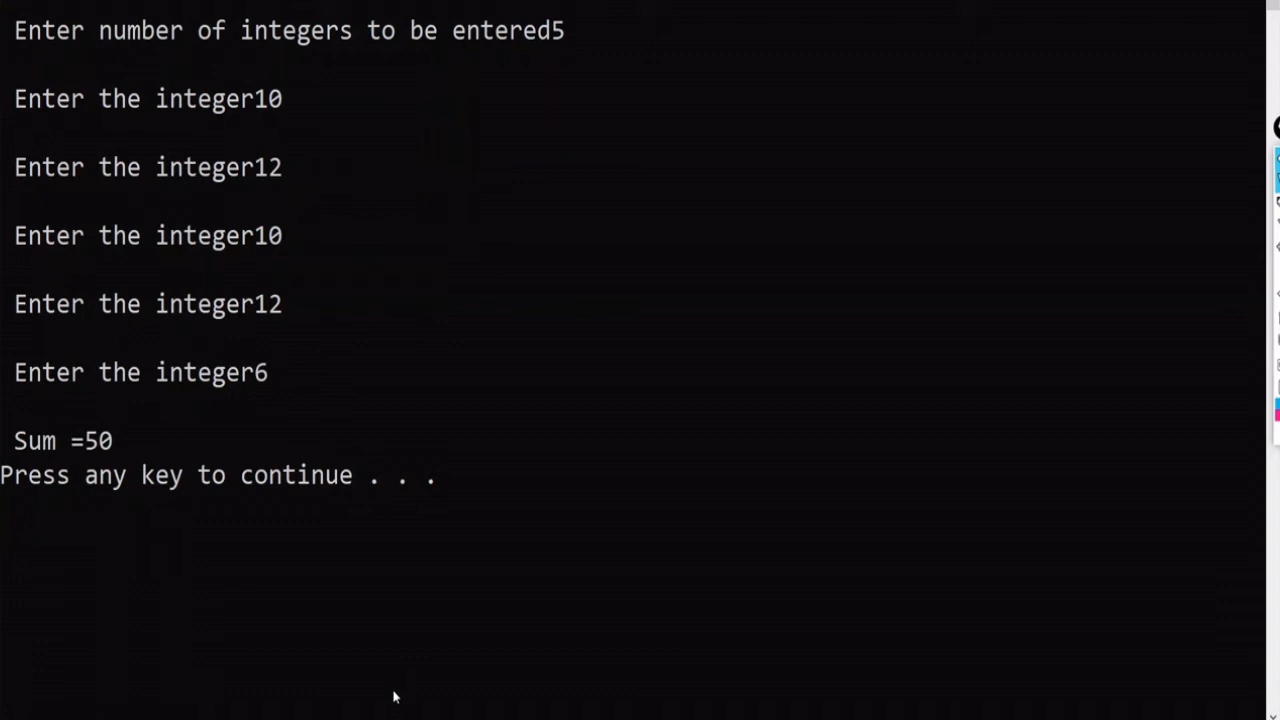 Enter number of integers to be entered5
Enter the integer10
Enter the integer12
Enter the integer10
Enter the integer12
Enter the integer6
Sum =50
Press any key to continue . . .